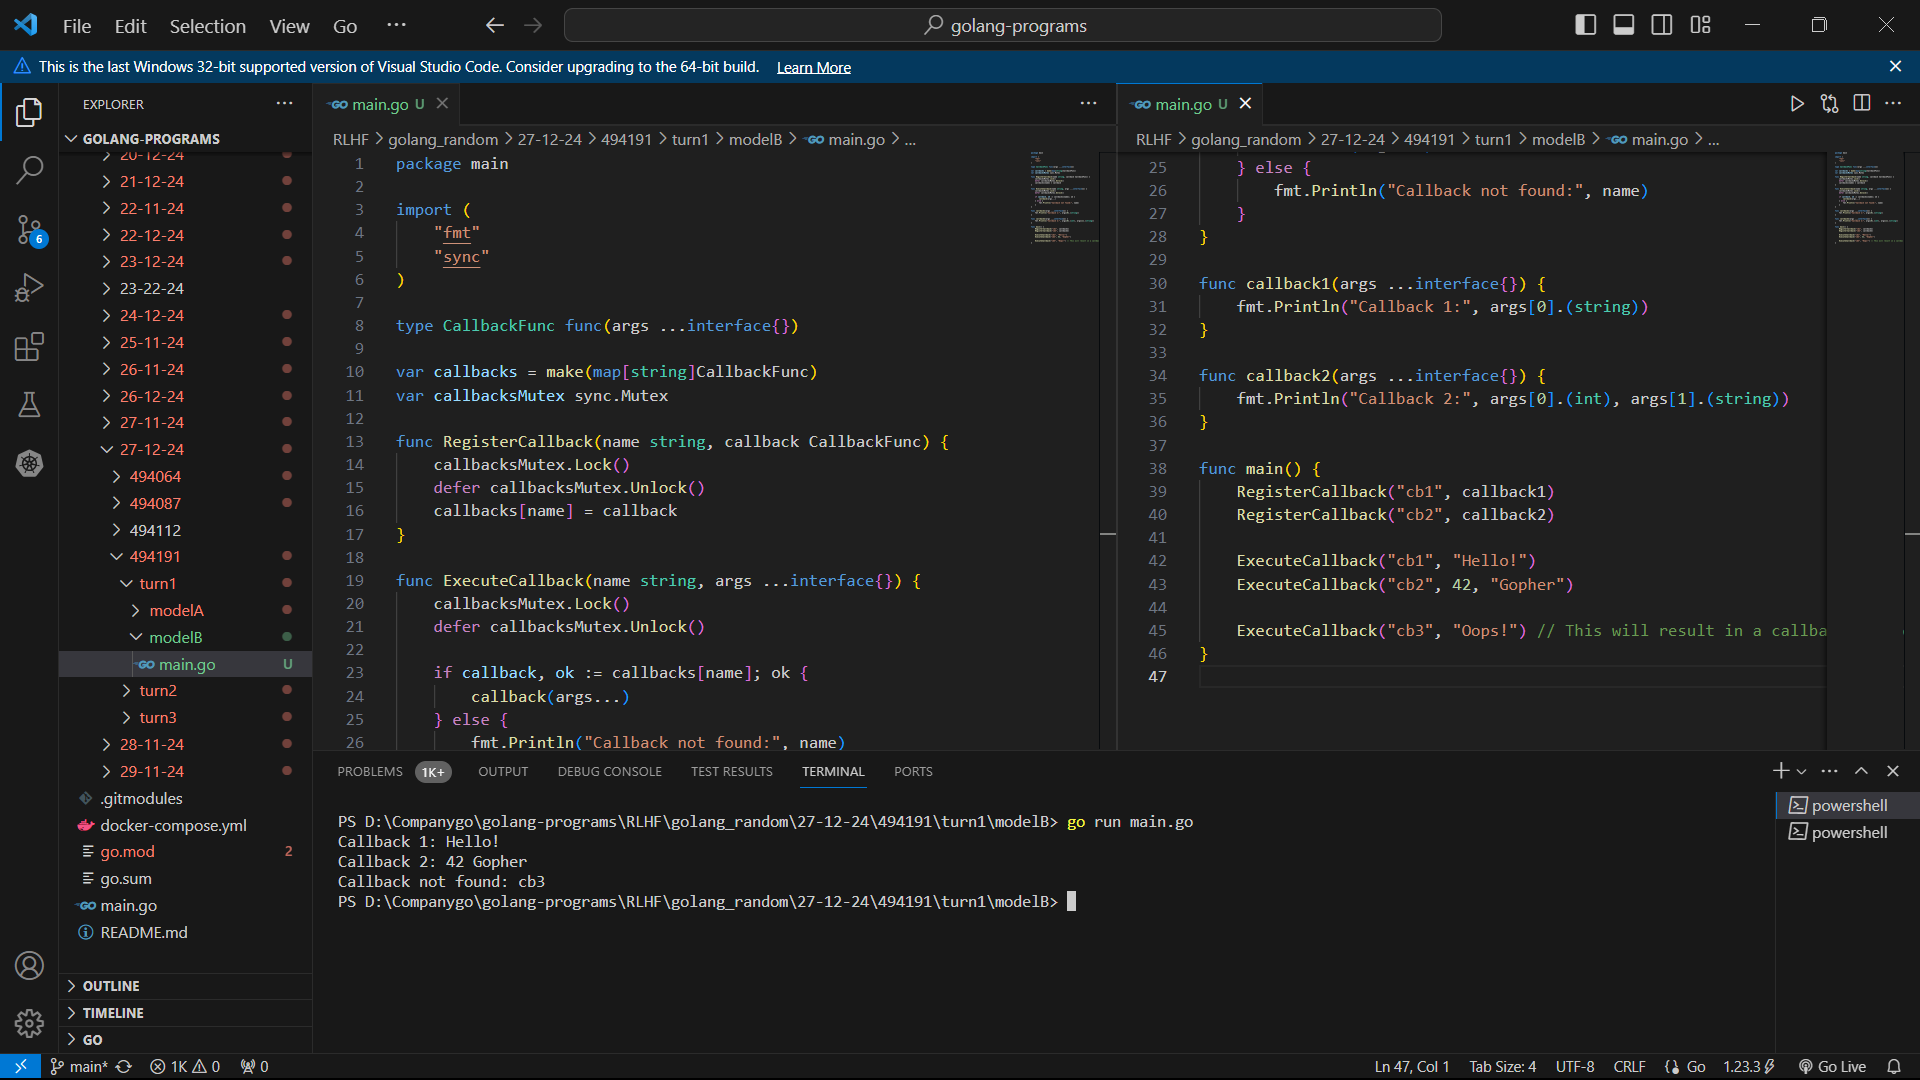 File Edit Selection View Go ··· golang-programs
This is the last Windows 32-bit supported version of Visual Studio Code. Consider upgrading to the 64-bit build. Learn More
EXPLORER ···
GOLANG-PROGRAMS
20-12-24
21-12-24
22-11-24
22-12-24
23-12-24
23-22-24
24-12-24
25-11-24
26-11-24
26-12-24
27-11-24
27-12-24
494064
494087
494112
494191
turn1
modelA
modelB
main.go U
turn2
turn3
28-11-24
29-11-24
.gitmodules
docker-compose.yml
go.mod 2
go.sum
main.go
README.md
OUTLINE
TIMELINE
GO
6
main.go U
RLHF > golang_random > 27-12-24 > 494191 > turn1 > modelB > main.go > ...
1 package main
2
3 import (
4 "fmt"
5 "sync"
6 )
7
8 type CallbackFunc func(args ...interface{})
9
10 var callbacks = make(map[string]CallbackFunc)
11 var callbacksMutex sync.Mutex
12
13 func RegisterCallback(name string, callback CallbackFunc) {
14 callbacksMutex.Lock()
15 defer callbacksMutex.Unlock()
16 callbacks[name] = callback
17 }
18
19 func ExecuteCallback(name string, args ...interface{}) {
20 callbacksMutex.Lock()
21 defer callbacksMutex.Unlock()
22
23 if callback, ok := callbacks[name]; ok {
24 callback(args...)
25 } else {
26 fmt.Println("Callback not found:", name)
main.go U
RLHF > golang_random > 27-12-24 > 494191 > turn1 > modelB > main.go > ...
25 } else {
26 fmt.Println("Callback not found:", name)
27 }
28 }
29
30 func callback1(args ...interface{}) {
31 fmt.Println("Callback 1:", args[0].(string))
32 }
33
34 func callback2(args ...interface{}) {
35 fmt.Println("Callback 2:", args[0].(int), args[1].(string))
36 }
37
38 func main() {
39 RegisterCallback("cb1", callback1)
40 RegisterCallback("cb2", callback2)
41
42 ExecuteCallback("cb1", "Hello!")
43 ExecuteCallback("cb2", 42, "Gopher")
44
45 ExecuteCallback("cb3", "Oops!") // This will result in a callba
46 }
47
PROBLEMS 1K+ OUTPUT DEBUG CONSOLE TEST RESULTS TERMINAL PORTS
PS D:\Companygo\golang-programs\RLHF\golang_random\27-12-24\494191\turn1\modelB> go run main.go
Callback 1: Hello!
Callback 2: 42 Gopher
Callback not found: cb3
PS D:\Companygo\golang-programs\RLHF\golang_random\27-12-24\494191\turn1\modelB>
powershell
powershell
main* 1K 0 0 Ln 47, Col 1 Tab Size: 4 UTF-8 CRLF Go 1.23.3 Go Live